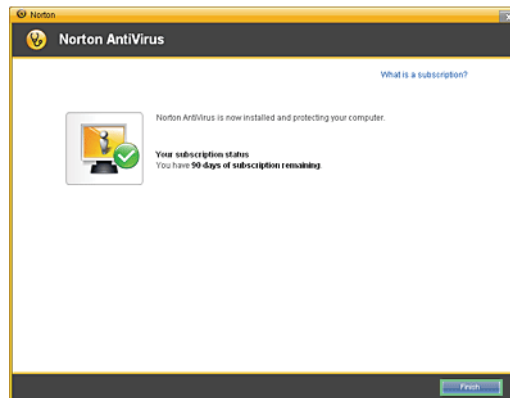 Norton
Norton AntiVirus
What is a subscription?
Norton AntiVirus is now installed and protecting your computer.
Your subscription status
You have 90 days of subscription remaining.
Finish